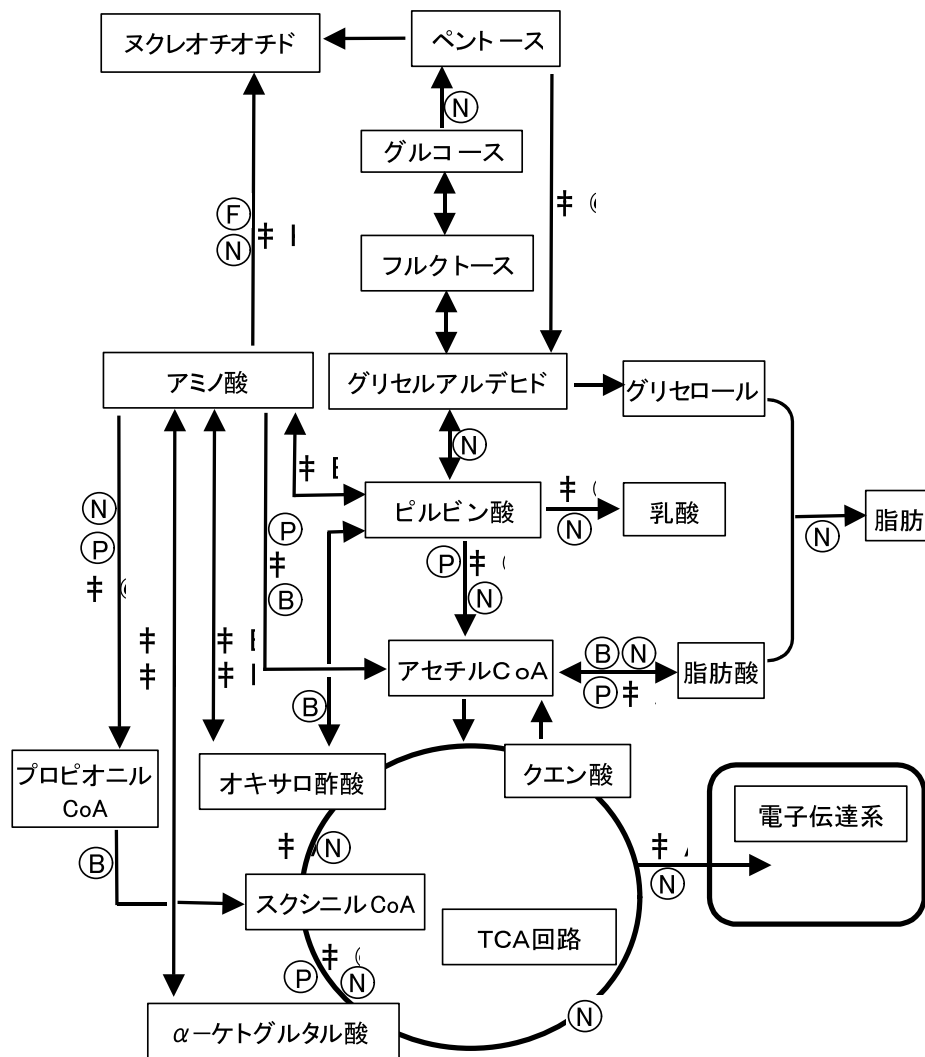 ヌクレオチオチド
ペントース
Ⓝ
グルコース
Ⓕ
Ⓝ
フルクトース
アミノ酸
グリセルアルデヒド
グリセロール
Ⓝ
Ⓝ
Ⓟ
ピルビン酸
乳酸
脂肪
Ⓟ
Ⓝ
Ⓝ
Ⓑ
Ⓟ
Ⓝ
アセチルCoA
Ⓑ Ⓝ
Ⓟ
脂肪酸
Ⓑ
プロピオニル
CoA
オキサロ酢酸
クエン酸
電子伝達系
Ⓝ
Ⓝ
Ⓑ
スクシニルCoA
TCA回路
Ⓟ
Ⓝ
Ⓝ
α-ケトグルタル酸